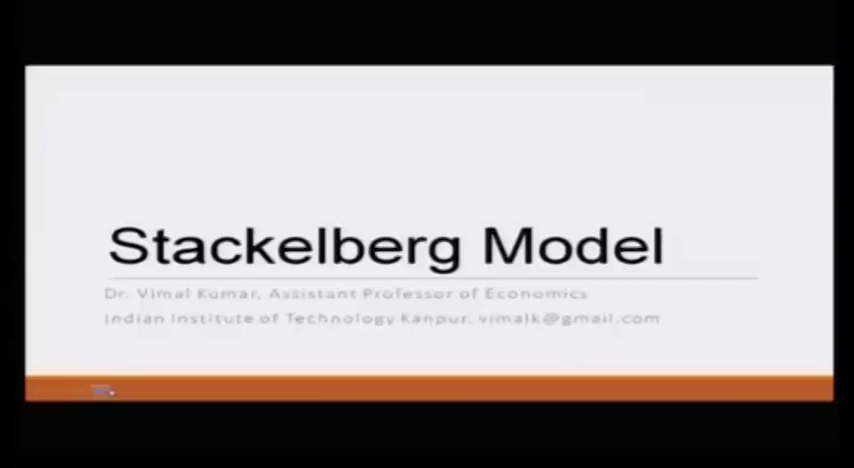 Stackelberg Model
Dr. Vimal Kumar, Assistant Professor of Economics
Indian Institute of Technology Kanpur, vimalk@gmail.com